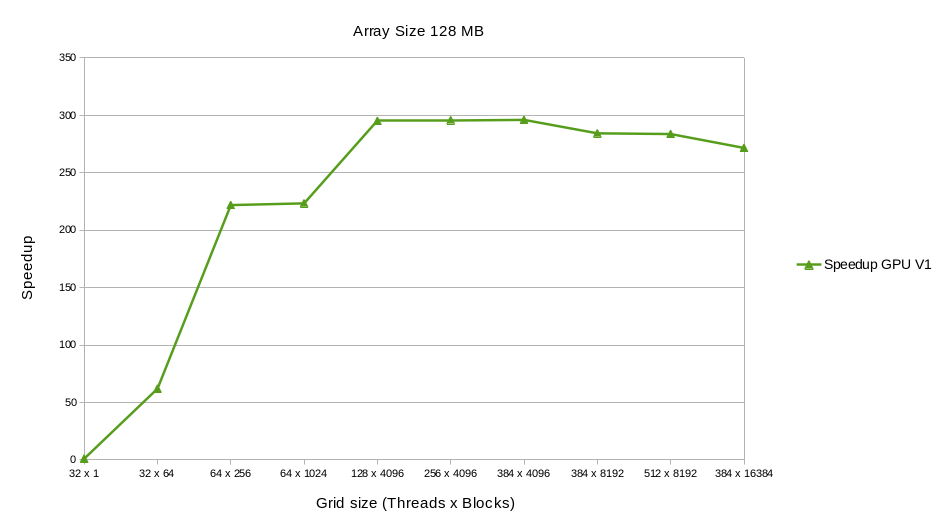 Array Size 128 MB
350
300
250
200
150
100
50
0
Speedup
32 x 1 32 x 64 64 x 256 64 x 1024 128 x 4096 256 x 4096 384 x 4096 384 x 8192 512 x 8192 384 x 16384
Grid size (Threads x Blocks)
Speedup GPU V1